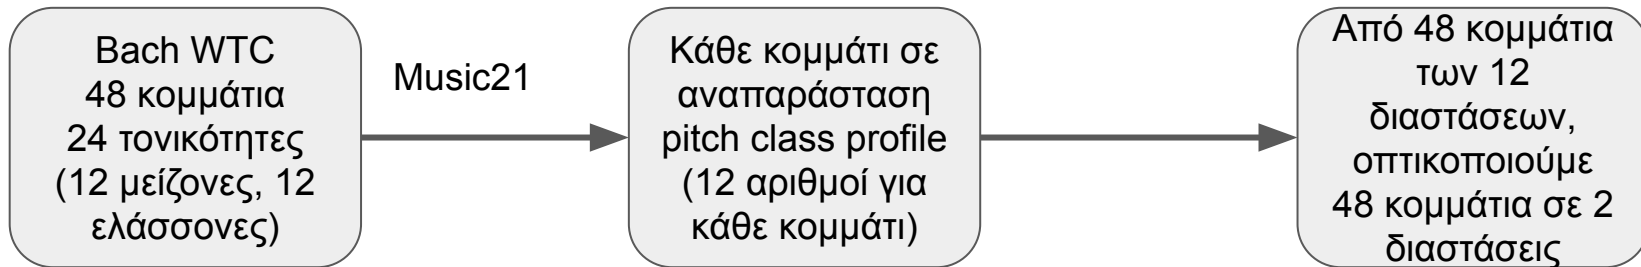 Bach WTC
48 κομμάτια
24 τονικότητες
(12 μείζονες, 12
ελάσσονες)
Music21
Κάθε κομμάτι σε
αναπαράσταση
pitch class profile
(12 αριθμοί για
κάθε κομμάτι)
Από 48 κομμάτια
των 12
διαστάσεων,
οπτικοποιούμε
48 κομμάτια σε 2
διαστάσεις